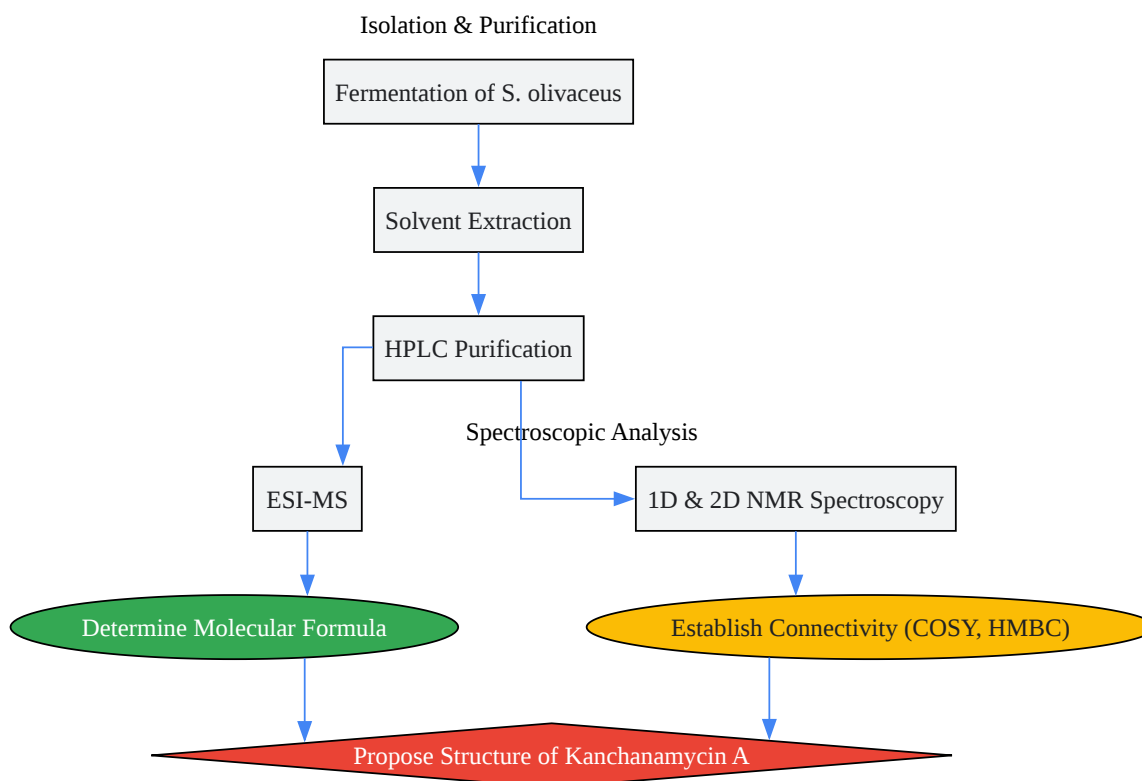 Isolation & Purification
Fermentation of S. olivaceus
Solvent Extraction
HPLC Purification
Spectroscopic Analysis
ESI-MS
1D & 2D NMR Spectroscopy
Determine Molecular Formula
Establish Connectivity (COSY, HMBC)
Propose Structure of Kanchanamycin A